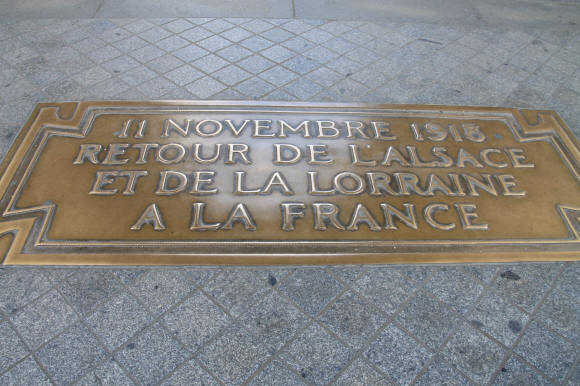 11 NOVEMBRE 1918
RETOUR DE L'ALSACE
ET DE LA LORRAINE
A LA FRANCE